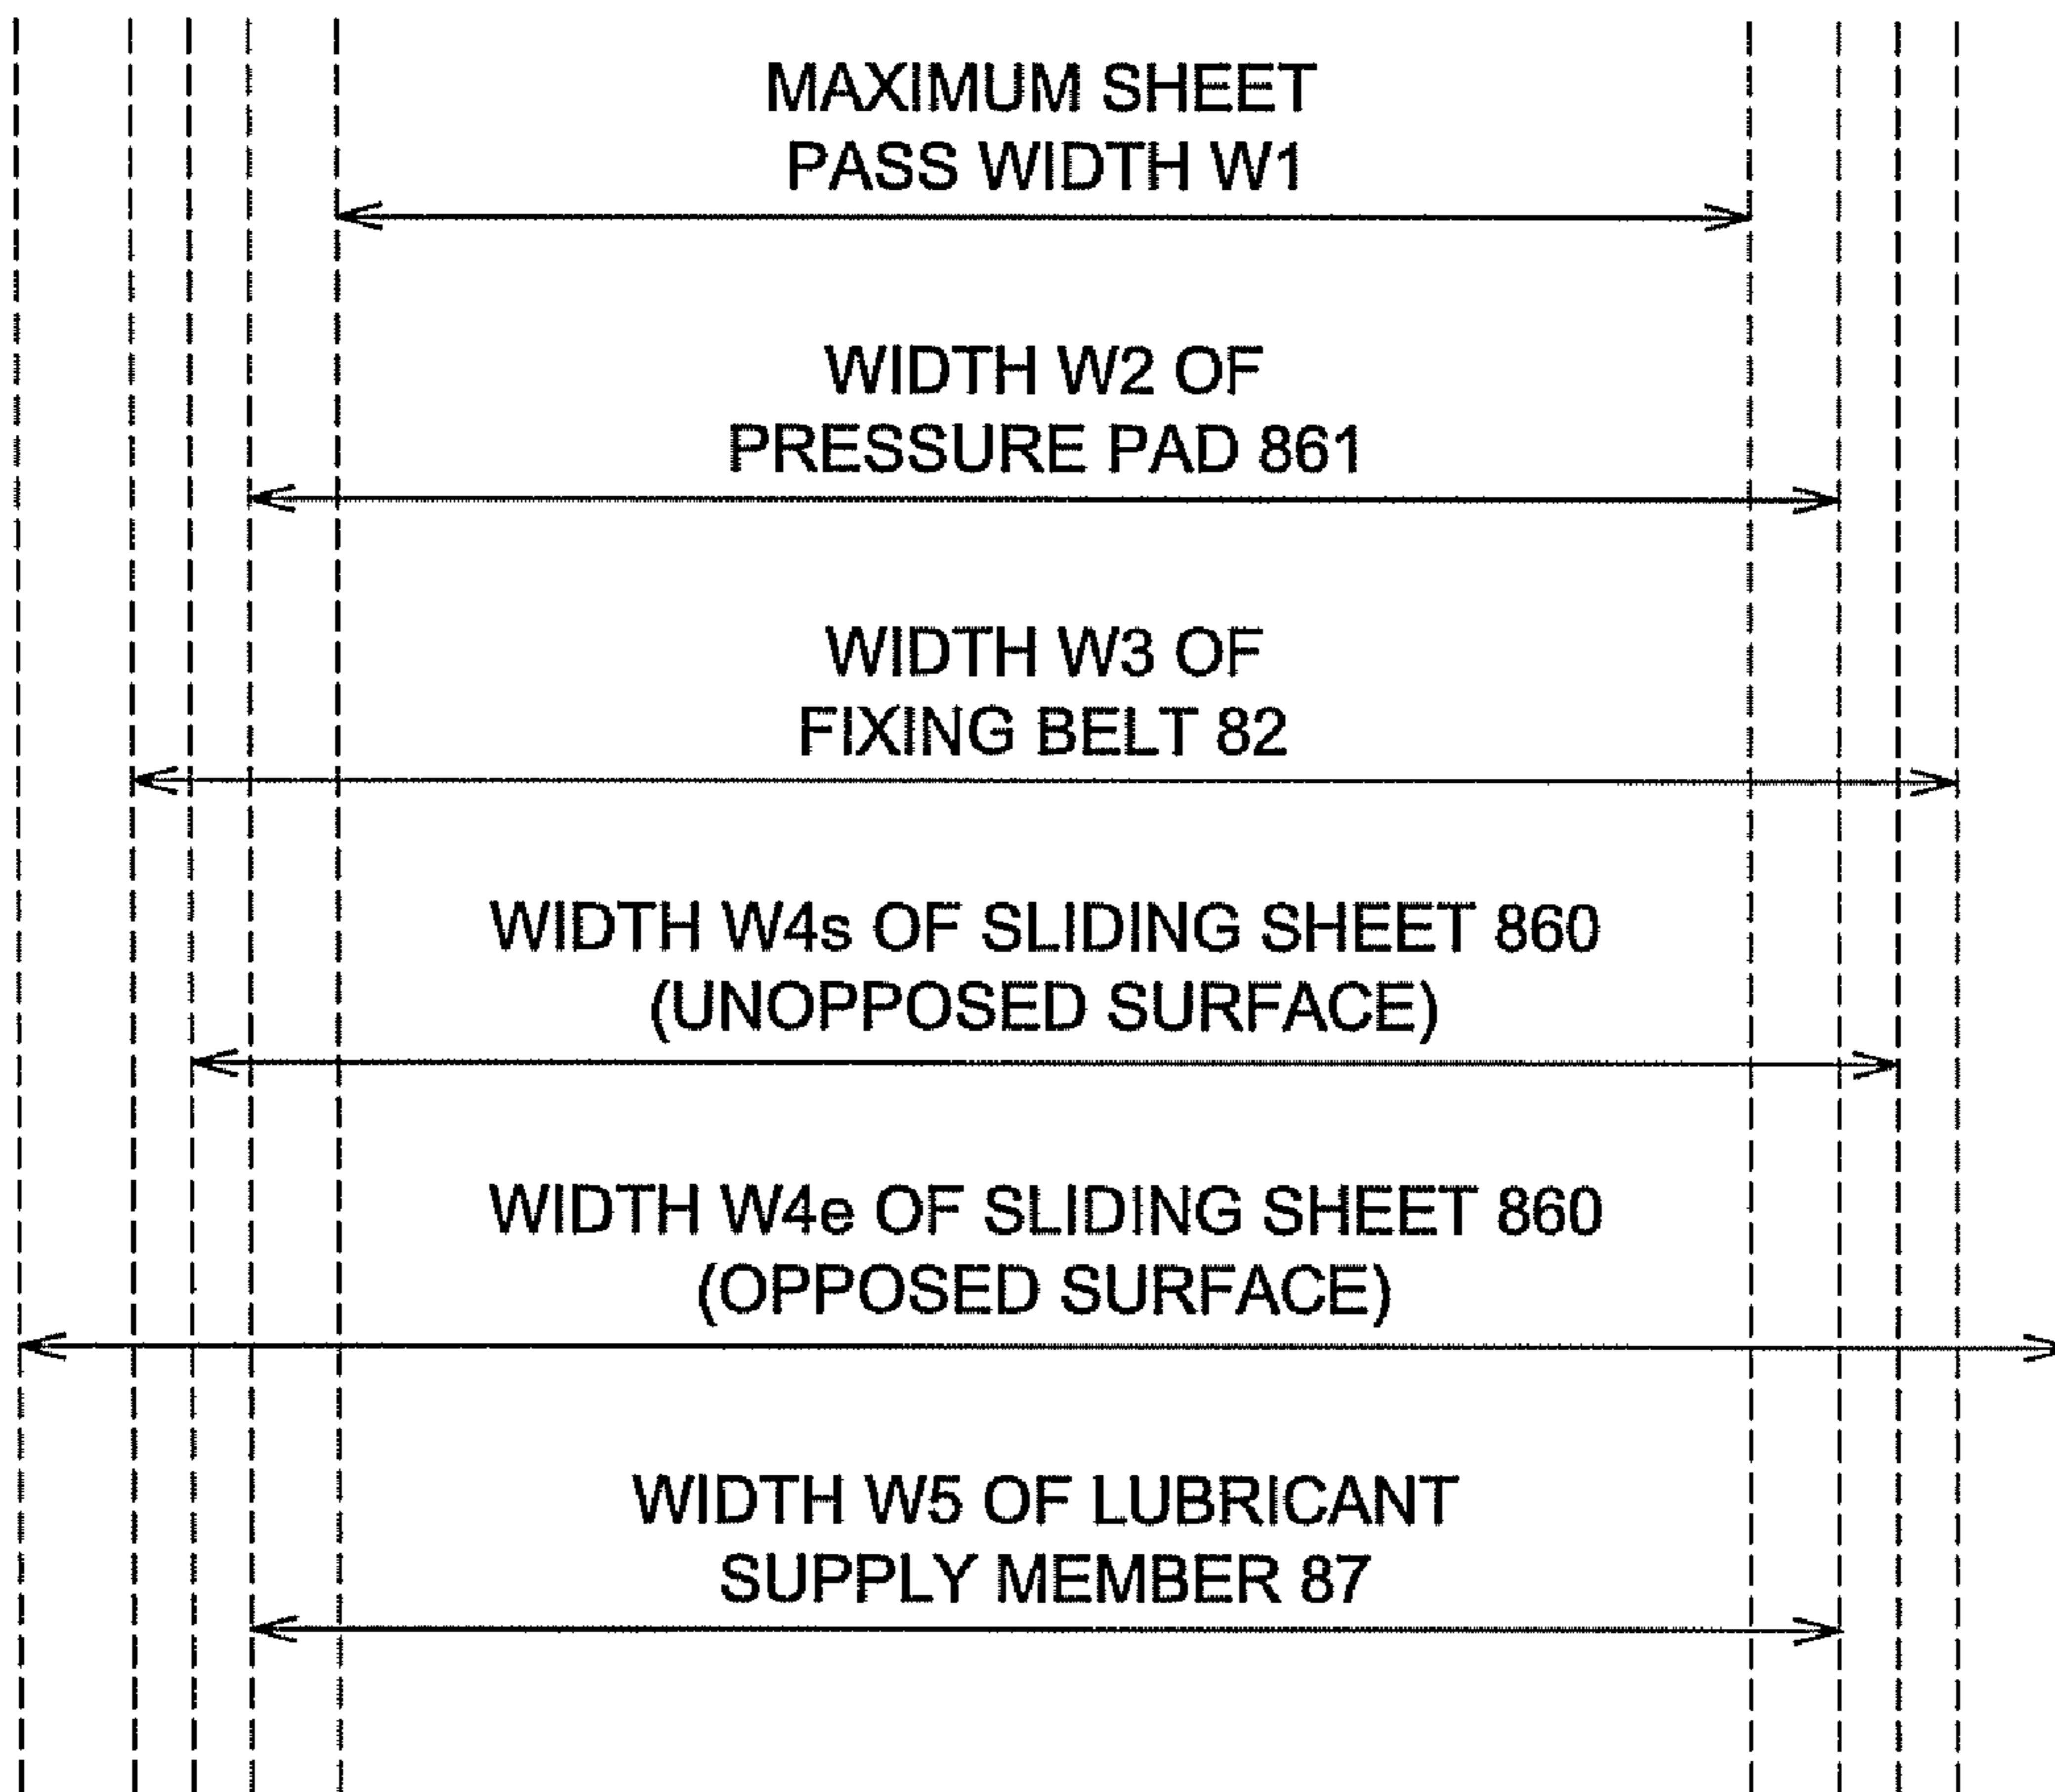 MAXIMUM SHEET
PASS WIDTH W1
WIDTH W2 OF
PRESSURE PAD 861
WIDTH W3 OF
FIXING BELT 82
WIDTH W4s OF SLIDING SHEET 860
(UNOPPOSED SURFACE)
WIDTH W4e OF SLIDING SHEET 860
(OPPOSED SURFACE)
WIDTH W5 OF LUBRICANT
SUPPLY MEMBER 87